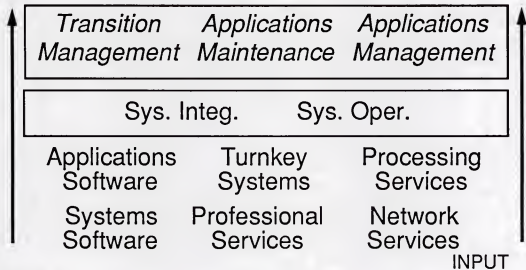 Transition Applications Applications
Management Maintenance Management
Sys. Integ. Sys. Oper.
Applications Turnkey Processing
Software Systems Services
Systems Professional Network
Software Services Services
INPUT